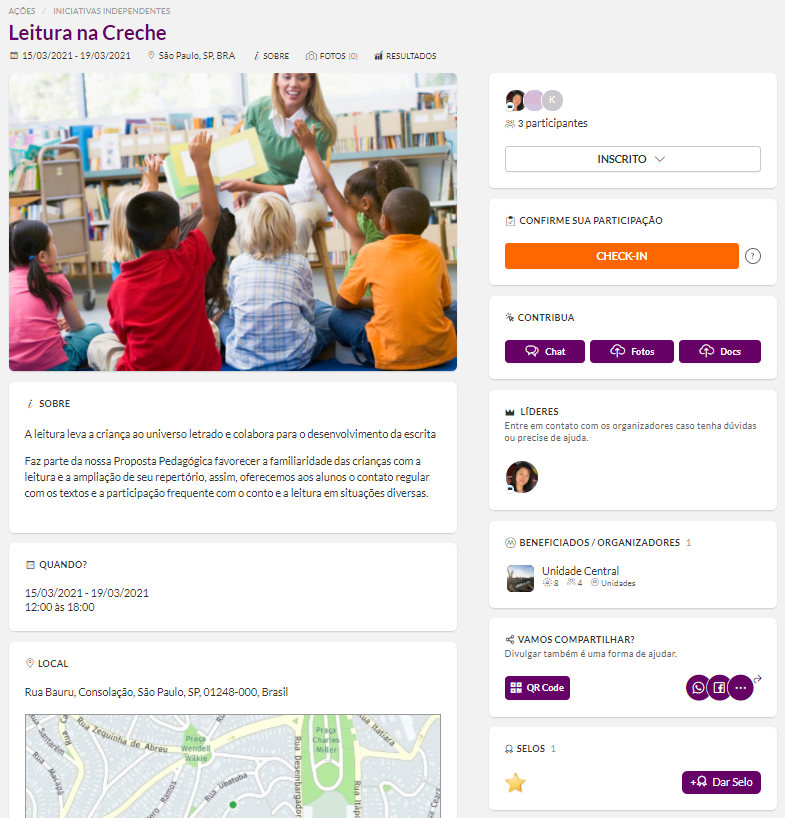 AÇÕES / INICIATIVAS INDEPENDENTES
Leitura na Creche
15/03/2021 - 19/03/2021 São Paulo, SP, BRA SOBRE FOTOS (0) RESULTADOS
SOBRE
A leitura leva a criança ao universo letrado e colabora para o desenvolvimento da escrita
Faz parte da nossa Proposta Pedagógica favorecer a familiaridade das crianças com a
leitura e a ampliação de seu repertório, assim, oferecemos aos alunos o contato regular
com os textos e a participação frequente com o conto e a leitura em situações diversas.
QUANDO?
15/03/2021 - 19/03/2021
12:00 às 18:00
LOCAL
Rua Bauru, Consolação, São Paulo, SP, 01248-000, Brasil
Rua Zequinha de Abreu
Rua Itatiara
Praça
Charles
Miller
Praça
Wendell
Wilkie
Rua Macapá
Rua Ubatuba
Rua Desembargador
K
3 participantes
INSCRITO
CONFIRME SUA PARTICIPAÇÃO
CHECK-IN ?
CONTRIBUA
Chat Fotos Docs
LÍDERES
Entre em contato com os organizadores caso tenha dúvidas
ou precise de ajuda.
BENEFICIADOS / ORGANIZADORES 1
Unidade Central
8 4 Unidades
VAMOS COMPARTILHAR?
Divulgar também é uma forma de ajudar.
QR Code
SELOS 1
+ Dar Selo